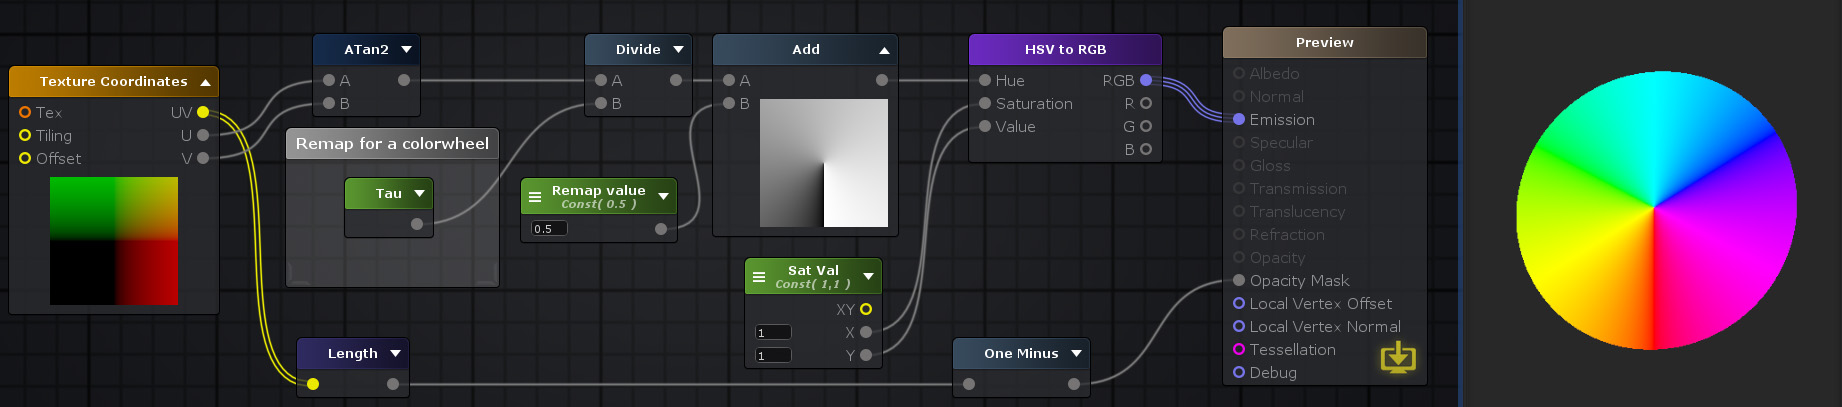 Texture Coordinates
Tex
UV
Tiling
U
Offset
V
ATan2
A
B
Remap for a colorwheel
Tau
Length
Divide
A
B
Remap value
Const( 0.5 )
0.5
Add
A
B
Sat Val
Const( 1,1 )
XY
1
X
1
Y
HSV to RGB
Hue
RGB
Saturation
R
Value
G
B
One Minus
Preview
Albedo
Normal
Emission
Specular
Gloss
Transmission
Translucency
Refraction
Opacity
Opacity Mask
Local Vertex Offset
Local Vertex Normal
Tessellation
Debug